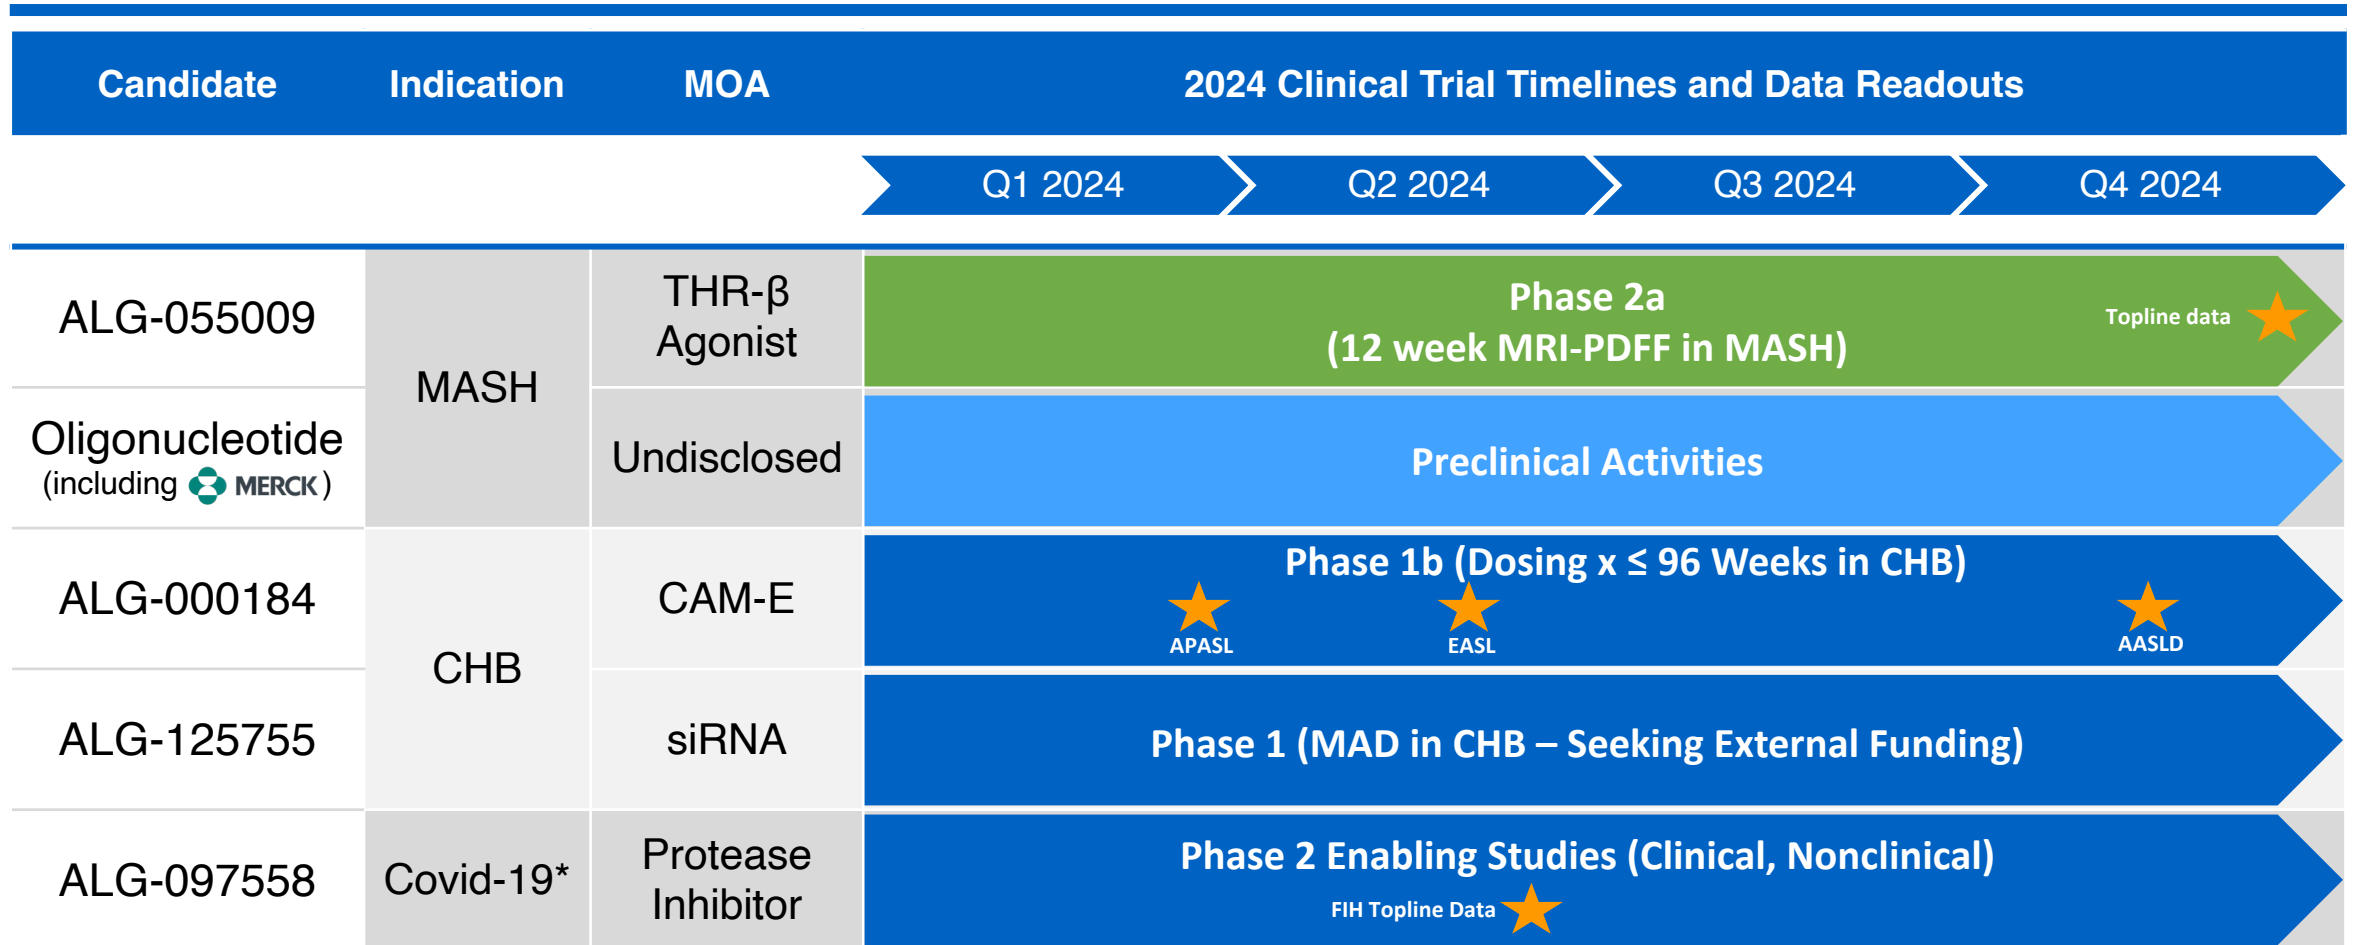 Candidate
Indication
MOA
2024 Clinical Trial Timelines and Data Readouts
Q1 2024
Q2 2024
Q3 2024
Q4 2024
ALG-055009
MASH
THR-β
Agonist
Phase 2a
(12 week MRI-PDFF in MASH)
Topline data
Oligonucleotide
(including MERCK)
Undisclosed
Preclinical Activities
ALG-000184
CHB
CAM-E
Phase 1b (Dosing x ≤ 96 Weeks in CHB)
APASL
EASL
AASLD
ALG-125755
siRNA
Phase 1 (MAD in CHB – Seeking External Funding)
ALG-097558
Covid-19*
Protease
Inhibitor
Phase 2 Enabling Studies (Clinical, Nonclinical)
FIH Topline Data